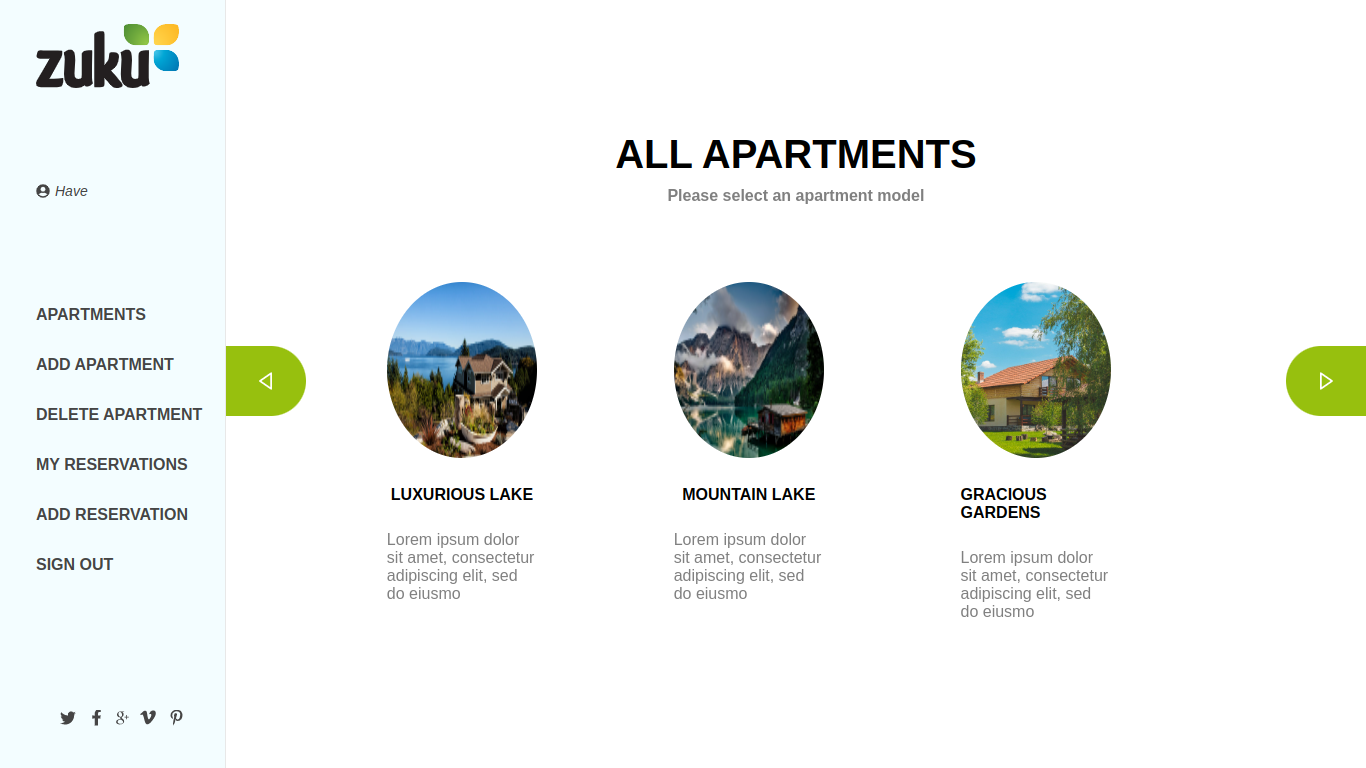 zuku
Have
APARTMENTS
ADD APARTMENT
DELETE APARTMENT
MY RESERVATIONS
ADD RESERVATION
SIGN OUT
ALL APARTMENTS
Please select an apartment model
LUXURIOUS LAKE
Lorem ipsum dolor
sit amet, consectetur
adipiscing elit, sed
do eiusmo
MOUNTAIN LAKE
Lorem ipsum dolor
sit amet, consectetur
adipiscing elit, sed
do eiusmo
GRACIOUS
GARDENS
Lorem ipsum dolor
sit amet, consectetur
adipiscing elit, sed
do eiusmo